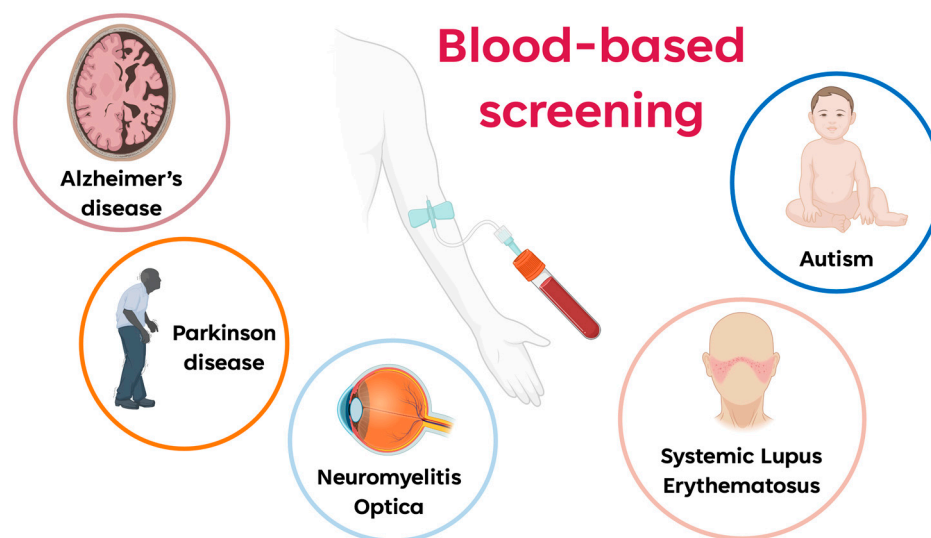 Blood-based
screening
Alzheimer's
disease
Autism
Parkinson
disease
Neuromyelitis
Optica
Systemic Lupus
Erythematosus